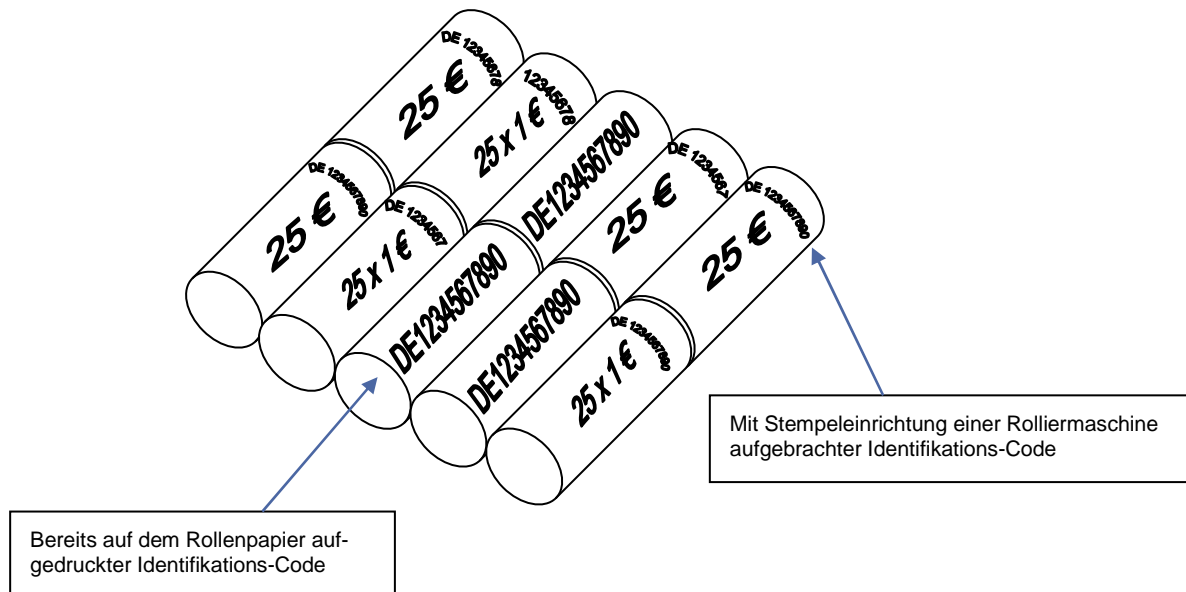 DE 12345678
25 €
12345678
25 x 1 €
DE1234567890
DE 1234567
25 €
DE 1234567890
25 €
DE 1234567890
25 €
DE 1234567
25 x 1 €
DE1234567890
DE1234567890
DE 1234567890
25 x 1 €
Mit Stempeleinrichtung einer Rolliermaschine
aufgebrachter Identifikations-Code
Bereits auf dem Rollenpapier auf-
gedruckter Identifikations-Code